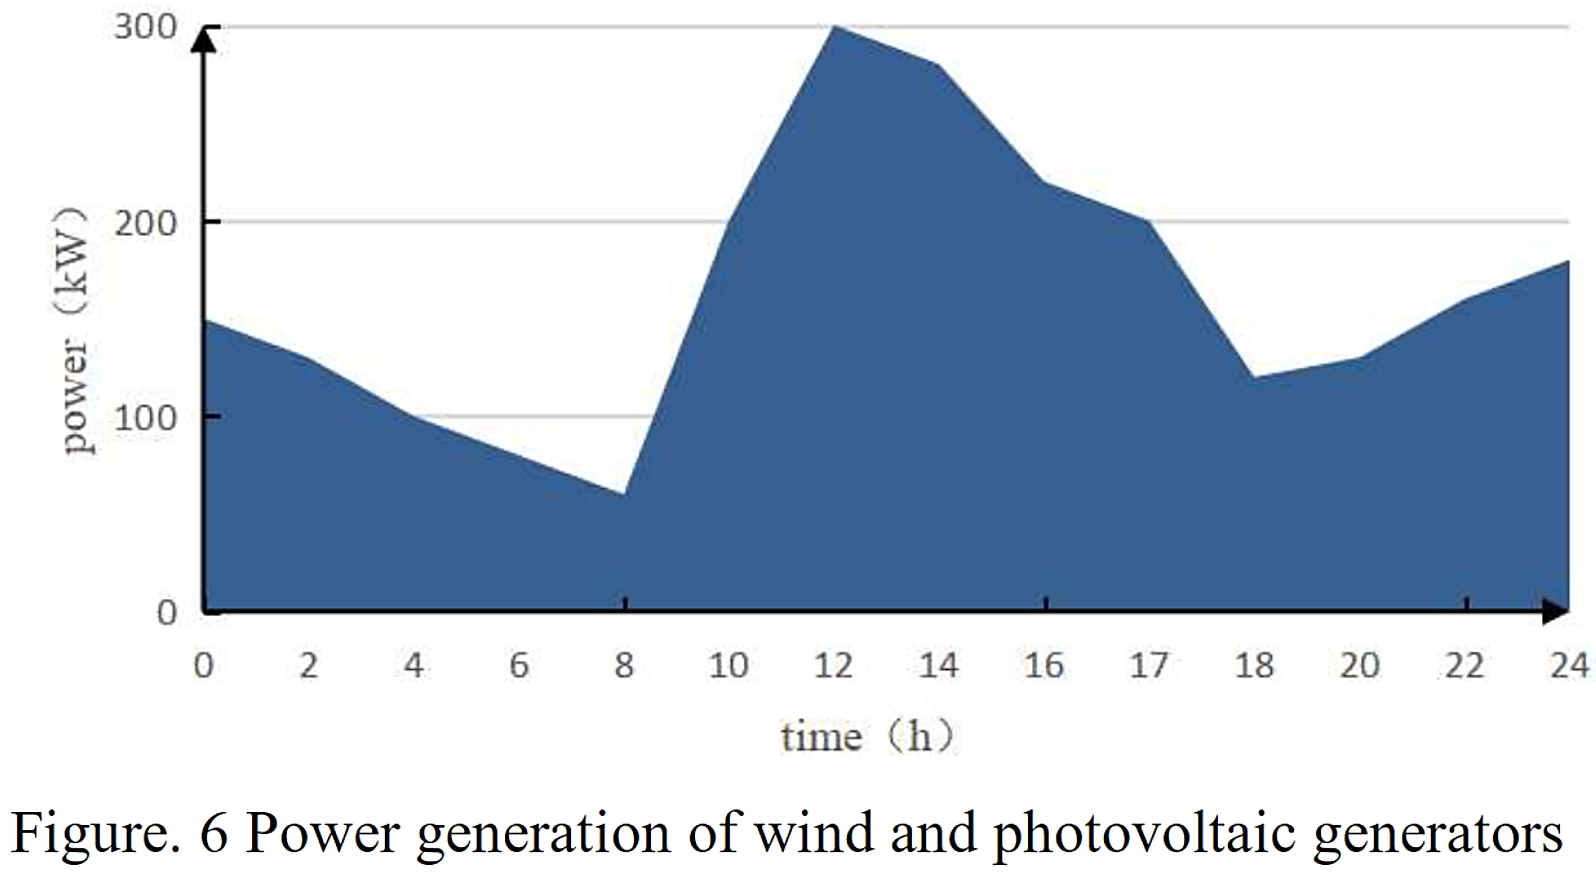 300
200
100
0
power（kW）
0 2 4 6 8 10 12 14 16 17 18 20 22 24
time（h）
Figure. 6 Power generation of wind and photovoltaic generators